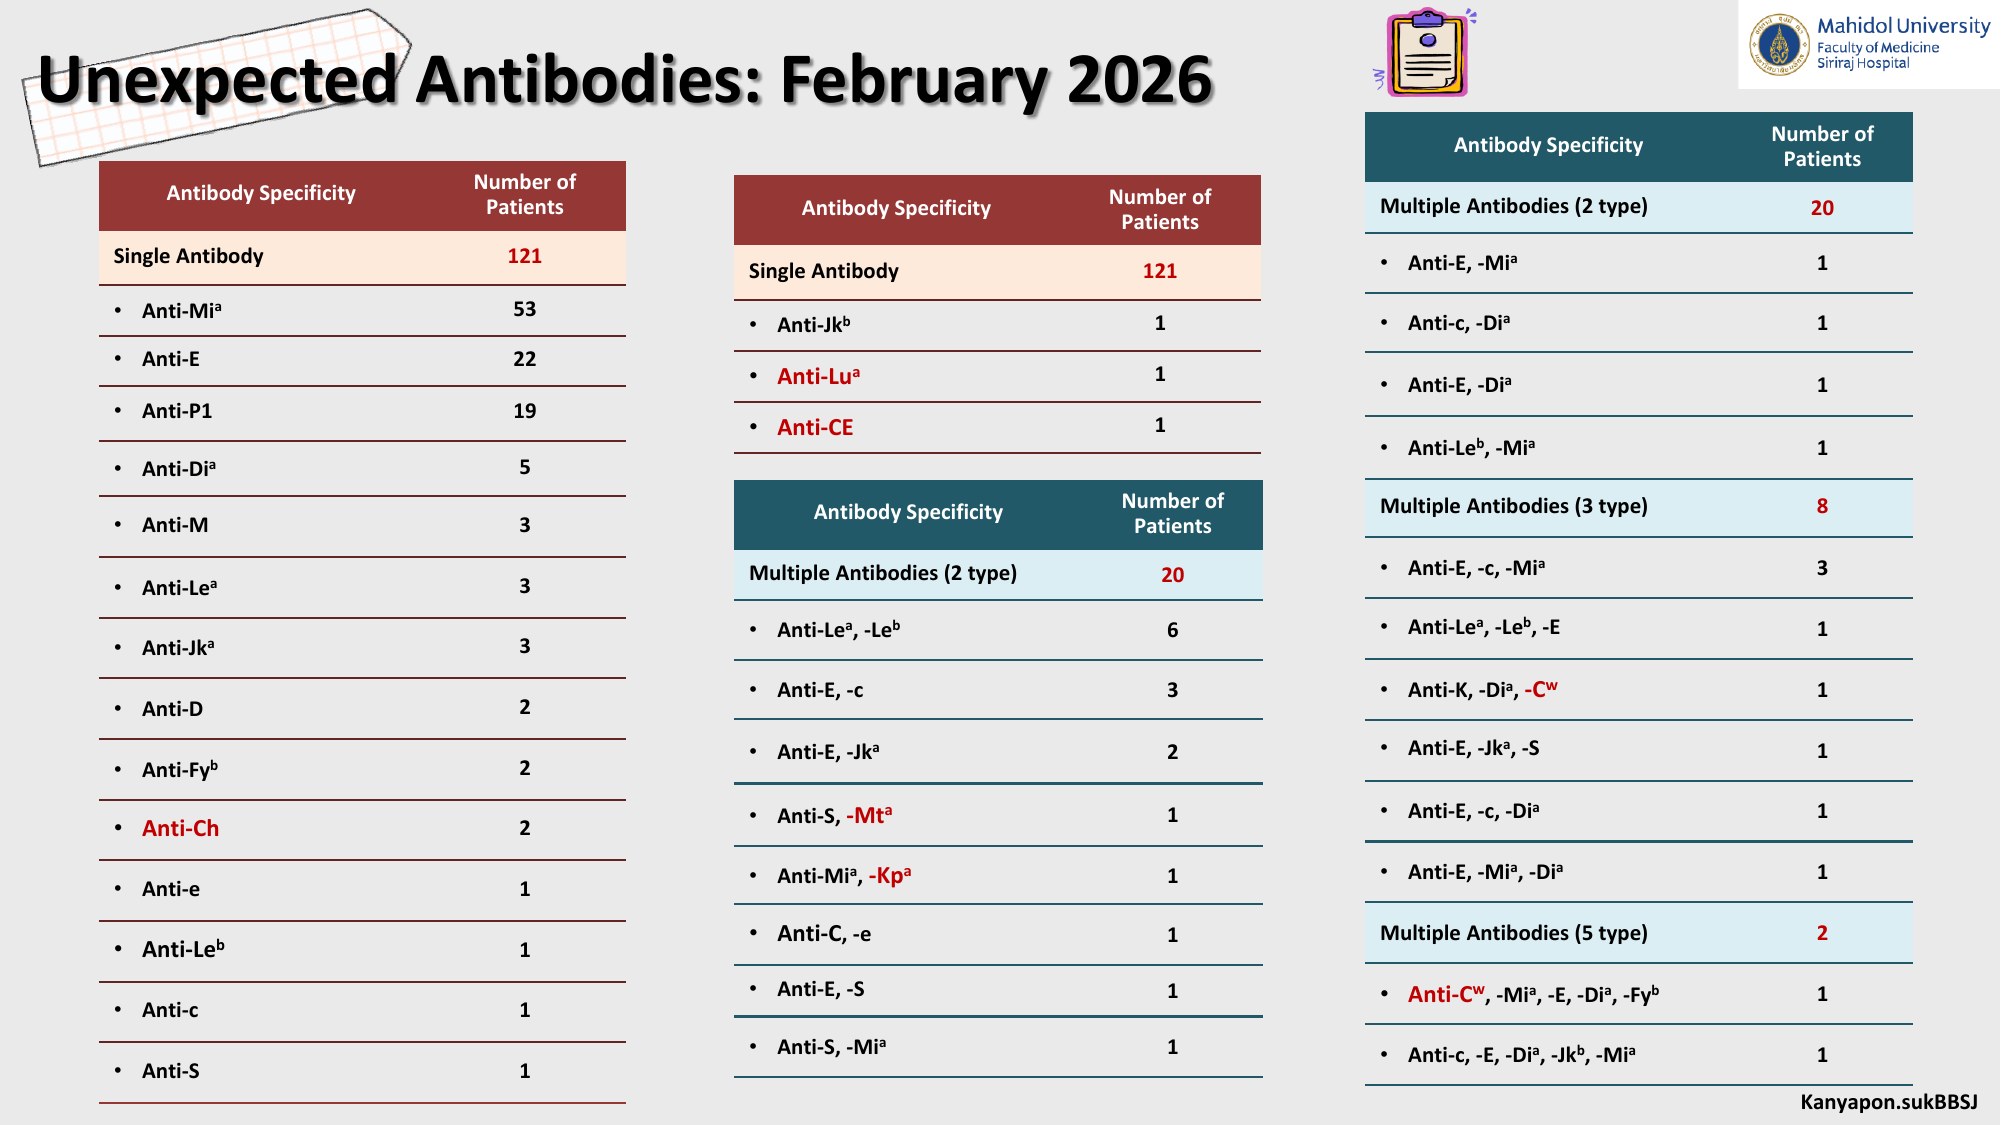 Unexpected Antibodies: February 2026
Mahidol University
Faculty of Medicine
Siriraj Hospital
Antibody Specificity Number of Patients
Single Antibody 121
• Anti-Miᵃ 53
• Anti-E 22
• Anti-P1 19
• Anti-Diᵃ 5
• Anti-M 3
• Anti-Leᵃ 3
• Anti-Jkᵃ 3
• Anti-D 2
• Anti-Fyᵇ 2
• Anti-Ch 2
• Anti-e 1
• Anti-Leᵇ 1
• Anti-c 1
• Anti-S 1
Antibody Specificity Number of Patients
Single Antibody 121
• Anti-Jkᵇ 1
• Anti-Luᵃ 1
• Anti-CE 1
Antibody Specificity Number of Patients
Multiple Antibodies (2 type) 20
• Anti-Leᵃ, -Leᵇ 6
• Anti-E, -c 3
• Anti-E, -Jkᵃ 2
• Anti-S, -Mtᵃ 1
• Anti-Miᵃ, -Kpᵃ 1
• Anti-C, -e 1
• Anti-E, -S 1
• Anti-S, -Miᵃ 1
Antibody Specificity Number of Patients
Multiple Antibodies (2 type) 20
• Anti-E, -Miᵃ 1
• Anti-c, -Diᵃ 1
• Anti-E, -Diᵃ 1
• Anti-Leᵇ, -Miᵃ 1
Multiple Antibodies (3 type) 8
• Anti-E, -c, -Miᵃ 3
• Anti-Leᵃ, -Leᵇ, -E 1
• Anti-K, -Diᵃ, -Cʷ 1
• Anti-E, -Jkᵃ, -S 1
• Anti-E, -c, -Diᵃ 1
• Anti-E, -Miᵃ, -Diᵃ 1
Multiple Antibodies (5 type) 2
• Anti-Cʷ, -Miᵃ, -E, -Diᵃ, -Fyᵇ 1
• Anti-c, -E, -Diᵃ, -Jkᵇ, -Miᵃ 1
Kanyapon.sukBBSJ